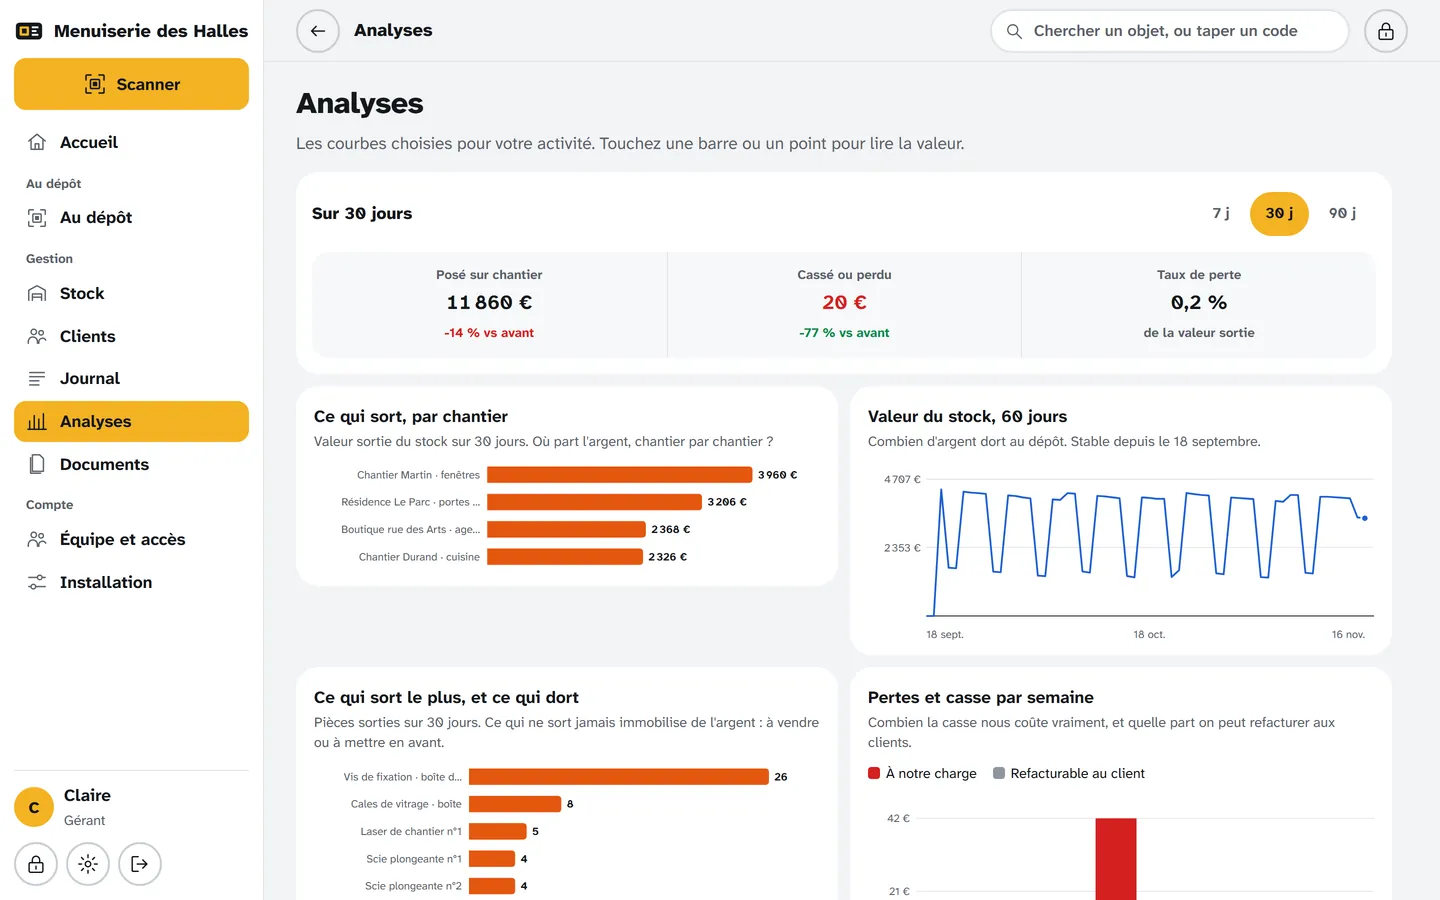 Menuiserie des Halles
Scanner
Accueil
Au dépôt
Au dépôt
Gestion
Stock
Clients
Journal
Analyses
Documents
Compte
Équipe et accès
Installation
C
Claire
Gérant
Analyses
Chercher un objet, ou taper un code
Analyses
Les courbes choisies pour votre activité. Touchez une barre ou un point pour lire la valeur.
Sur 30 jours
7 j
30 j
90 j
Posé sur chantier
11 860 €
-14 % vs avant
Cassé ou perdu
20 €
-77 % vs avant
Taux de perte
0,2 %
de la valeur sortie
Ce qui sort, par chantier
Valeur sortie du stock sur 30 jours. Où part l'argent, chantier par chantier ?
Chantier Martin · fenêtres
3 960 €
Résidence Le Parc · portes ...
3 206 €
Boutique rue des Arts · age...
2 368 €
Chantier Durand · cuisine
2 326 €
Valeur du stock, 60 jours
Combien d'argent dort au dépôt. Stable depuis le 18 septembre.
4 707 €
2 353 €
18 sept.
18 oct.
16 nov.
Ce qui sort le plus, et ce qui dort
Pièces sorties sur 30 jours. Ce qui ne sort jamais immobilise de l'argent : à vendre
ou à mettre en avant.
Vis de fixation · boîte d...
26
Cales de vitrage · boîte
8
Laser de chantier n°1
5
Scie plongeante n°1
4
Scie plongeante n°2
4
Pertes et casse par semaine
Combien la casse nous coûte vraiment, et quelle part on peut refacturer aux
clients.
À notre charge
Refacturable au client
42 €
21 €